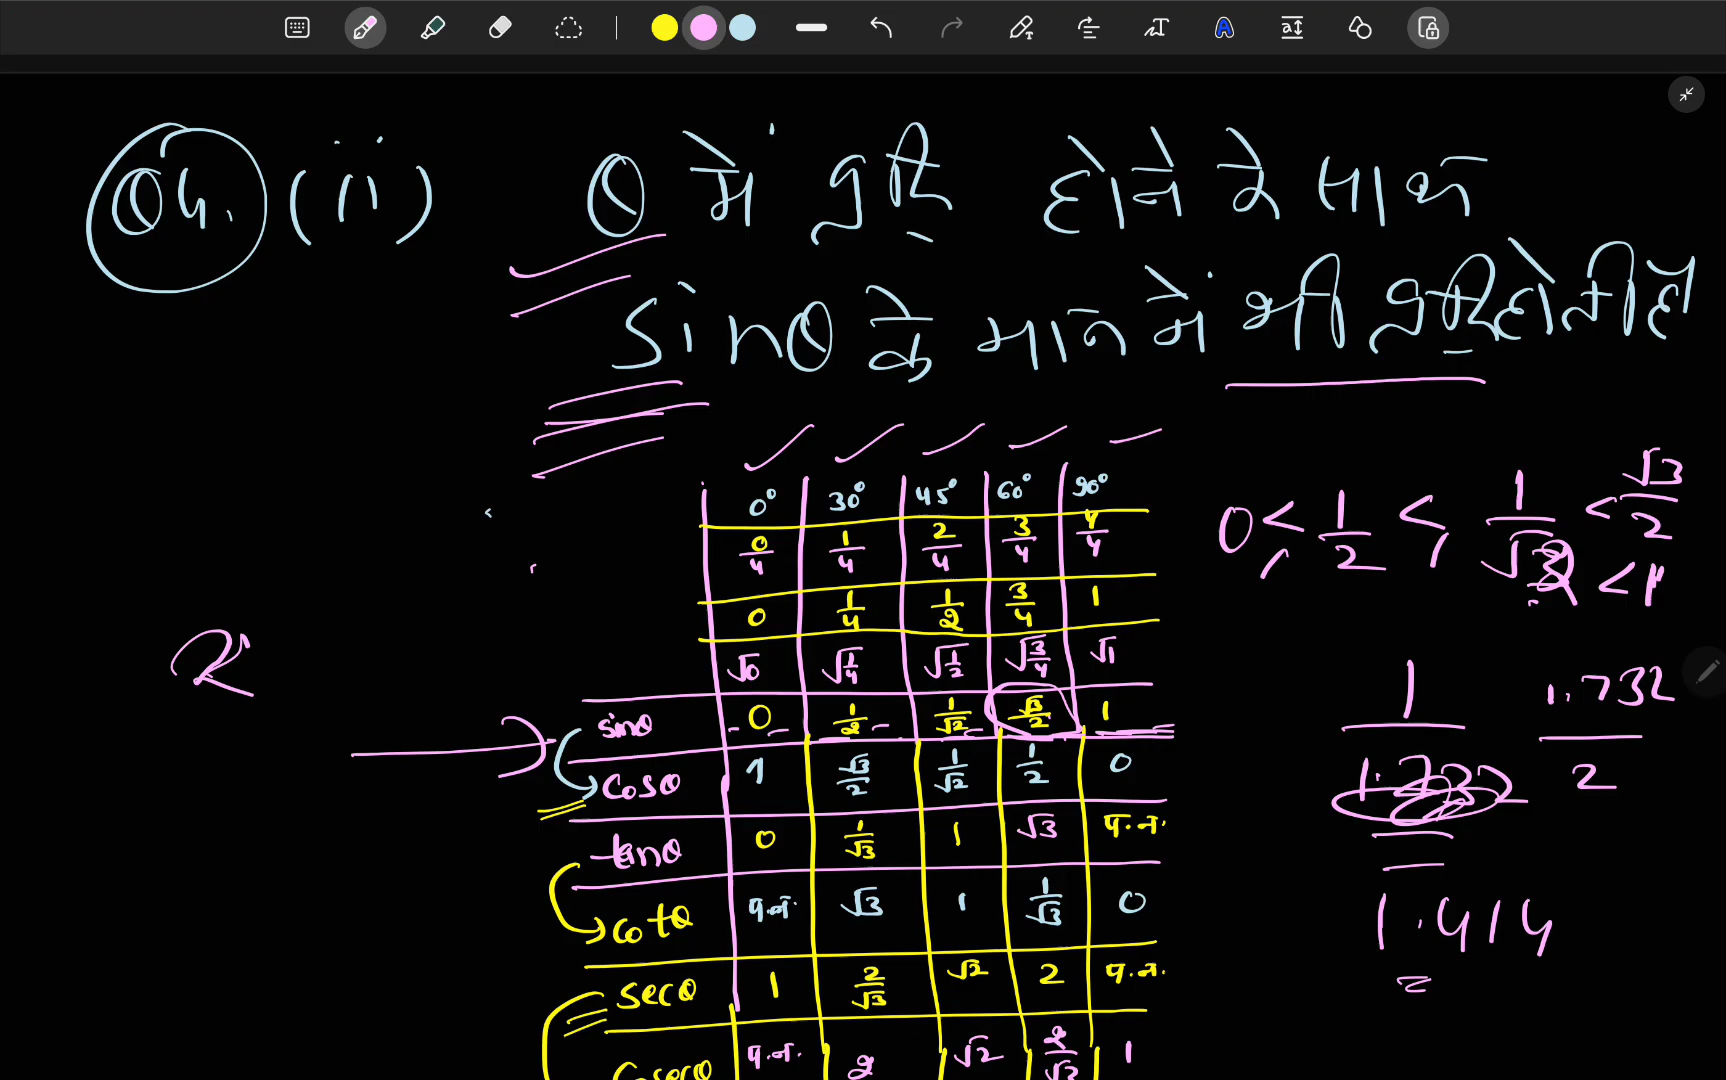 04. (ii) θ में वृद्धि होने के साथ
sinθ के मान में भी वृद्धि होती है
0° 30° 45° 60° 90°
0/4 1/4 2/4 3/4 4/4
0 1/4 1/2 3/4 1
√0 √1/4 √1/2 √3/4 √1
sinθ 0 1/2 1/√2 √3/2 1
cosθ 1 √3/2 1/√2 1/2 0
tanθ 0 1/√3 1 √3 प.न.
cotθ प.न. √3 1 1/√3 0
secθ 1 2/√3 √2 2 प.न.
cosecθ प.न. 2 √2 2/√3 1
0 < 1/2 < 1/√2 < √3/2 < 1
1.732/2
1.414